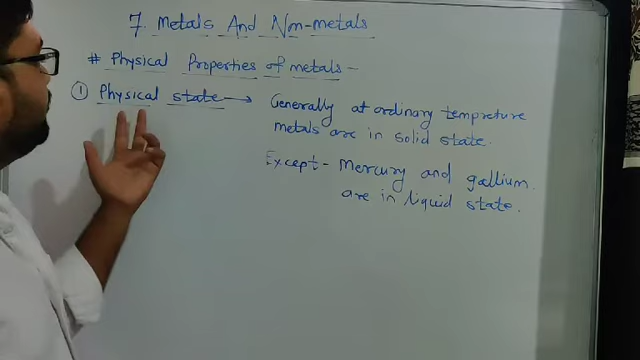 7. Metals And Non-metals
# Physical Properties of metals -
① Physical state → Generally at ordinary tempreture
metals are in solid state.
Except - Mercury and gallium
are in liquid state.